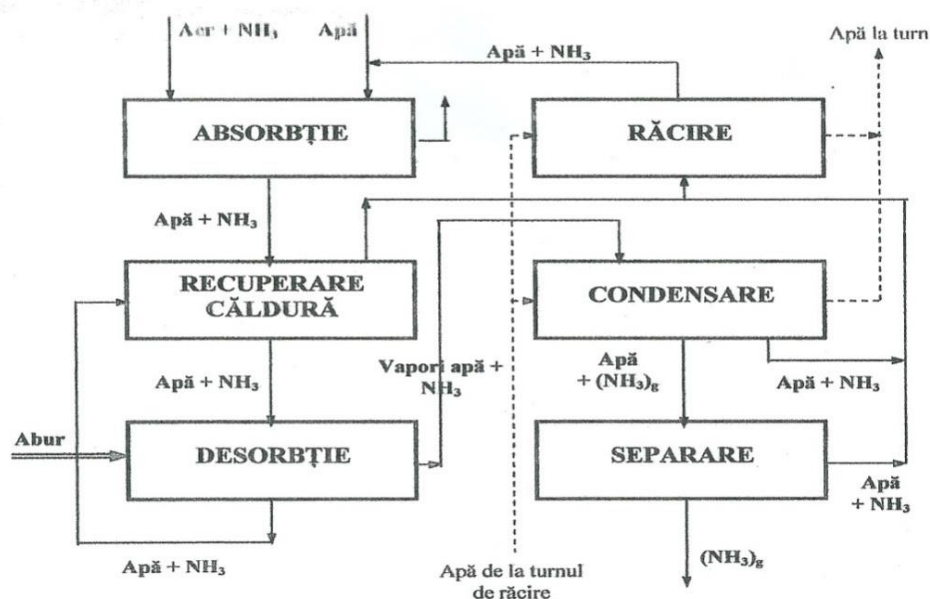 Aer + NH₃
Apă
Apă + NH₃
Apă la turn
ABSORBȚIE
RĂCIRE
Apă + NH₃
RECUPERARE
CĂLDURĂ
CONDENSARE
Apă + NH₃
Vapori apă +
NH₃
Apă
+ (NH₃)g
Apă + NH₃
Abur
DESORBȚIE
SEPARARE
Apă
+ NH₃
Apă + NH₃
Apă de la turnul
de răcire
(NH₃)g